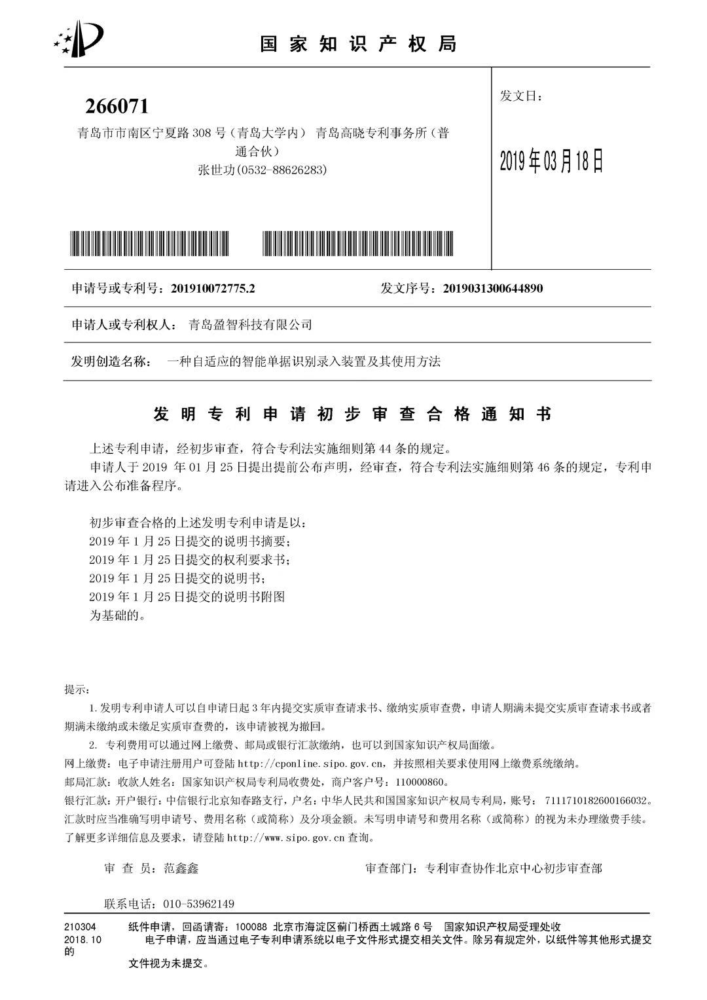 国家知识产权局
266071
青岛市市南区宁夏路 308 号（青岛大学内） 青岛高晓专利事务所（普
通合伙）
张世功(0532-88626283)
发文日：
2019年03月18日
申请号或专利号：201910072775.2
发文序号：2019031300644890
申请人或专利权人： 青岛盈智科技有限公司
发明创造名称： 一种自适应的智能单据识别录入装置及其使用方法
发明专利申请初步审查合格通知书
上述专利申请，经初步审查，符合专利法实施细则第 44 条的规定。
申请人于 2019 年 01 月 25 日提出提前公布声明，经审查，符合专利法实施细则第 46 条的规定，专利申
请进入公布准备程序。
初步审查合格的上述发明专利申请是以：
2019 年 1 月 25 日提交的说明书摘要；
2019 年 1 月 25 日提交的权利要求书；
2019 年 1 月 25 日提交的说明书；
2019 年 1 月 25 日提交的说明书附图
为基础的。
提示：
1. 发明专利申请人可以自申请日起 3 年内提交实质审查请求书、缴纳实质审查费，申请人期满未提交实质审查请求书或者
期满未缴纳或未缴足实质审查费的，该申请被视为撤回。
2. 专利费用可以通过网上缴费、邮局或银行汇款缴纳，也可以到国家知识产权局面缴。
网上缴费：电子申请注册用户可登陆 http://cponline.sipo.gov.cn，并按照相关要求使用网上缴费系统缴纳。
邮局汇款：收款人姓名：国家知识产权局专利局收费处，商户客户号：110000860。
银行汇款：开户银行：中信银行北京知春路支行，户名：中华人民共和国国家知识产权局专利局，账号： 7111710182600166032。
汇款时应当准确写明申请号、费用名称（或简称）及分项金额。未写明申请号和费用名称（或简称）的视为未办理缴费手续。
了解更多详细信息及要求，请登陆 http://www.sipo.gov.cn 查询。
审 查 员：范鑫鑫
审查部门：专利审查协作北京中心初步审查部
联系电话：010-53962149
210304 纸件申请，回函请寄：100088 北京市海淀区蓟门桥西土城路 6 号 国家知识产权局受理处收
2018.10 电子申请，应当通过电子专利申请系统以电子文件形式提交相关文件。除另有规定外，以纸件等其他形式提交
的
文件视为未提交。